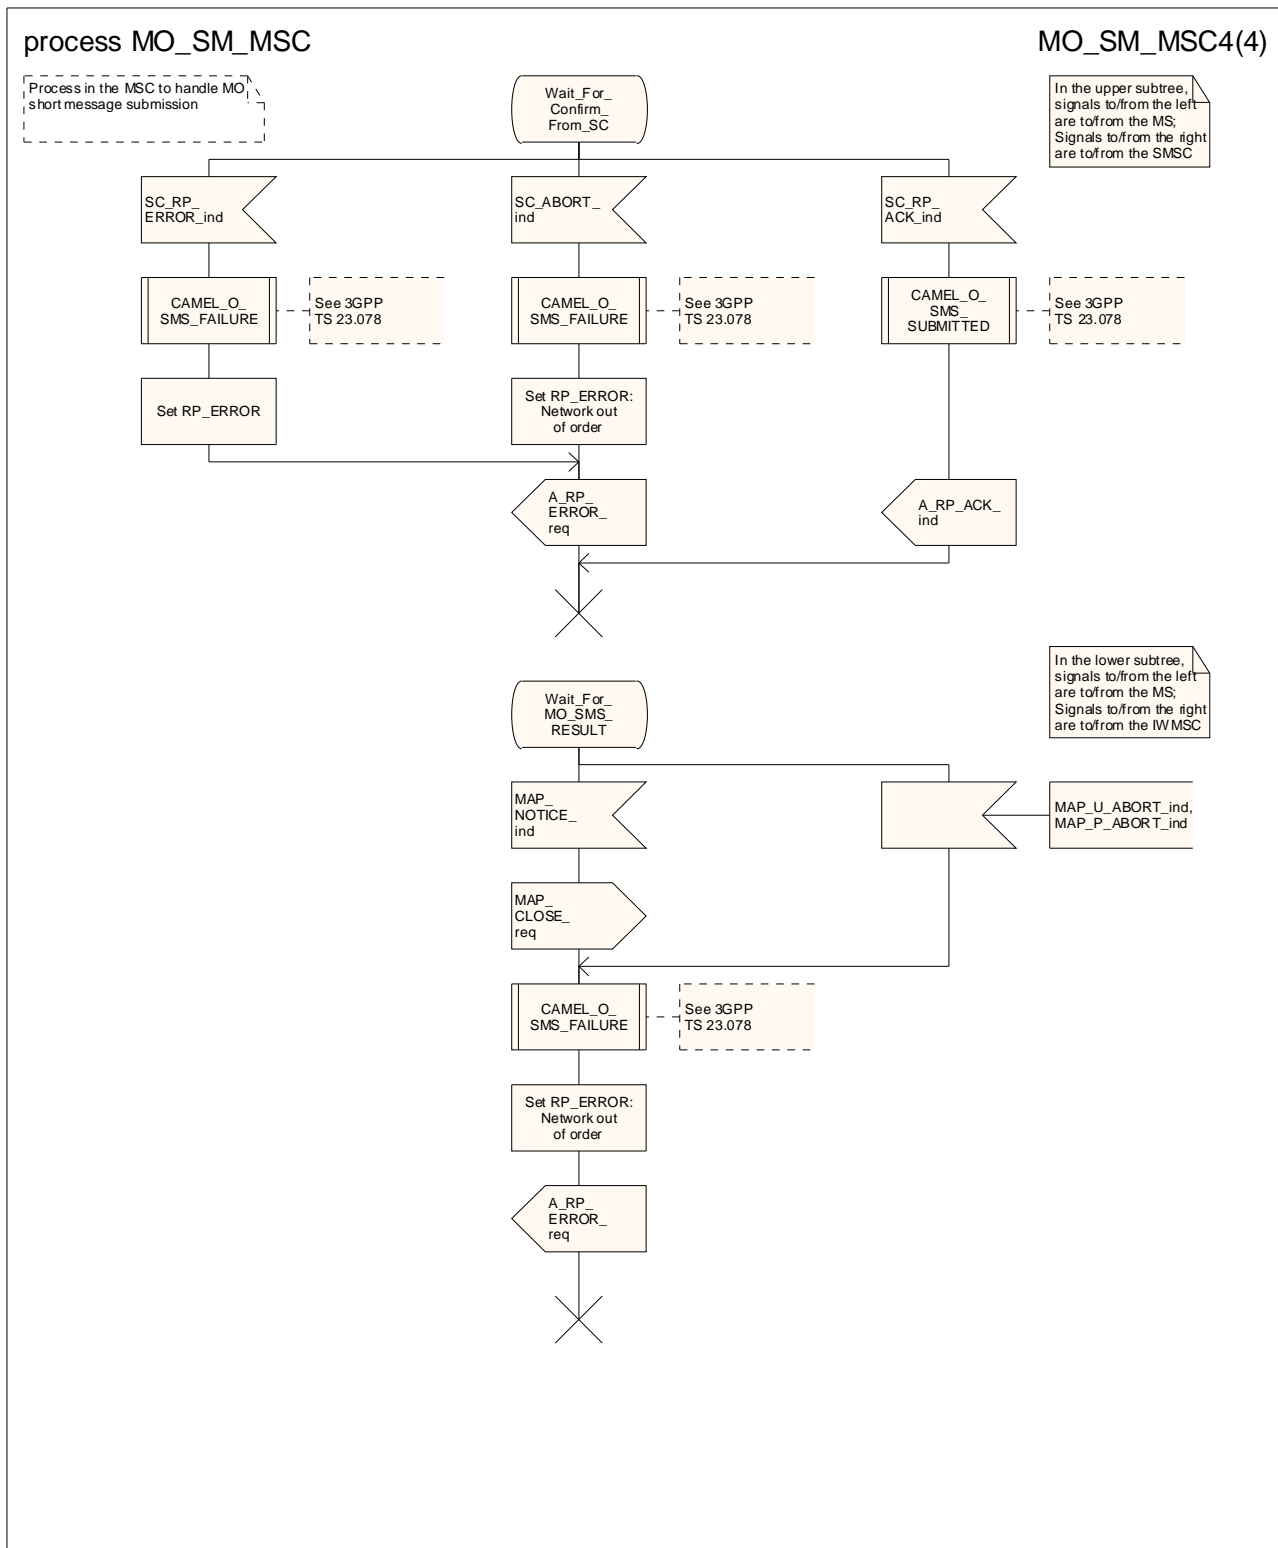 process MO_SM_MSC
MO_SM_MSC4(4)
Process in the MSC to handle MO
short message submission
Wait_For_
Confirm_
From_SC
In the upper subtree,
signals to/from the left
are to/from the MS;
Signals to/from the right
are to/from the SMSC
SC_RP_
ERROR_ind
SC_ABORT_
ind
SC_RP_
ACK_ind
CAMEL_O_
SMS_FAILURE
See 3GPP
TS 23.078
CAMEL_O_
SMS_FAILURE
See 3GPP
TS 23.078
CAMEL_O_
SMS_
SUBMITTED
See 3GPP
TS 23.078
Set RP_ERROR
Set RP_ERROR:
Network out
of order
A_RP_
ERROR_
req
A_RP_ACK_
ind
In the lower subtree,
signals to/from the left
are to/from the MS;
Signals to/from the right
are to/from the IWMSC
Wait_For_
MO_SMS_
RESULT
MAP_
NOTICE_
ind
MAP_U_ABORT_ind,
MAP_P_ABORT_ind
MAP_
CLOSE_
req
CAMEL_O_
SMS_FAILURE
See 3GPP
TS 23.078
Set RP_ERROR:
Network out
of order
A_RP_
ERROR_
req